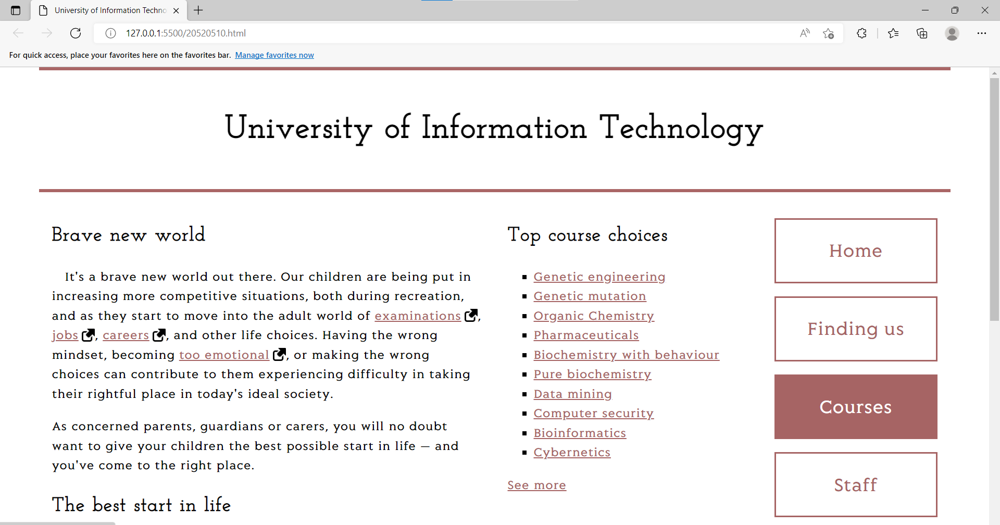 University of Information Techno
127.0.0.1:5500/20520510.html
For quick access, place your favorites here on the favorites bar. Manage favorites now
University of Information Technology
Brave new world
It's a brave new world out there. Our children are being put in
increasing more competitive situations, both during recreation,
and as they start to move into the adult world of examinations,
jobs, careers, and other life choices. Having the wrong
mindset, becoming too emotional, or making the wrong
choices can contribute to them experiencing difficulty in taking
their rightful place in today's ideal society.
As concerned parents, guardians or carers, you will no doubt
want to give your children the best possible start in life — and
you've come to the right place.
The best start in life
Top course choices
Genetic engineering
Genetic mutation
Organic Chemistry
Pharmaceuticals
Biochemistry with behaviour
Pure biochemistry
Data mining
Computer security
Bioinformatics
Cybernetics
See more
Home
Finding us
Courses
Staff